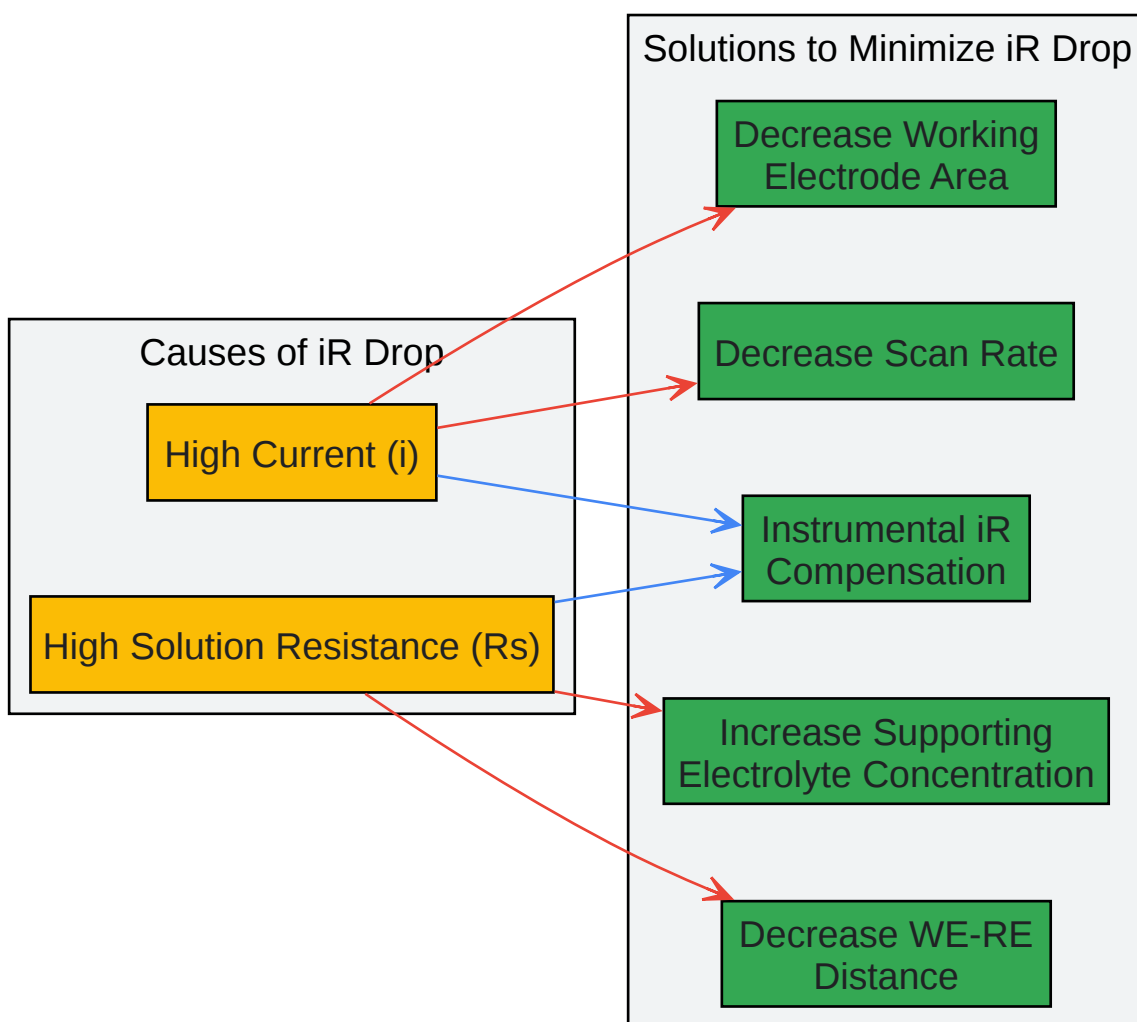 Solutions to Minimize iR Drop
Decrease Working
Electrode Area
Decrease Scan Rate
Causes of iR Drop
High Current (i)
Instrumental iR
Compensation
High Solution Resistance (Rs)
Increase Supporting
Electrolyte Concentration
Decrease WE-RE
Distance